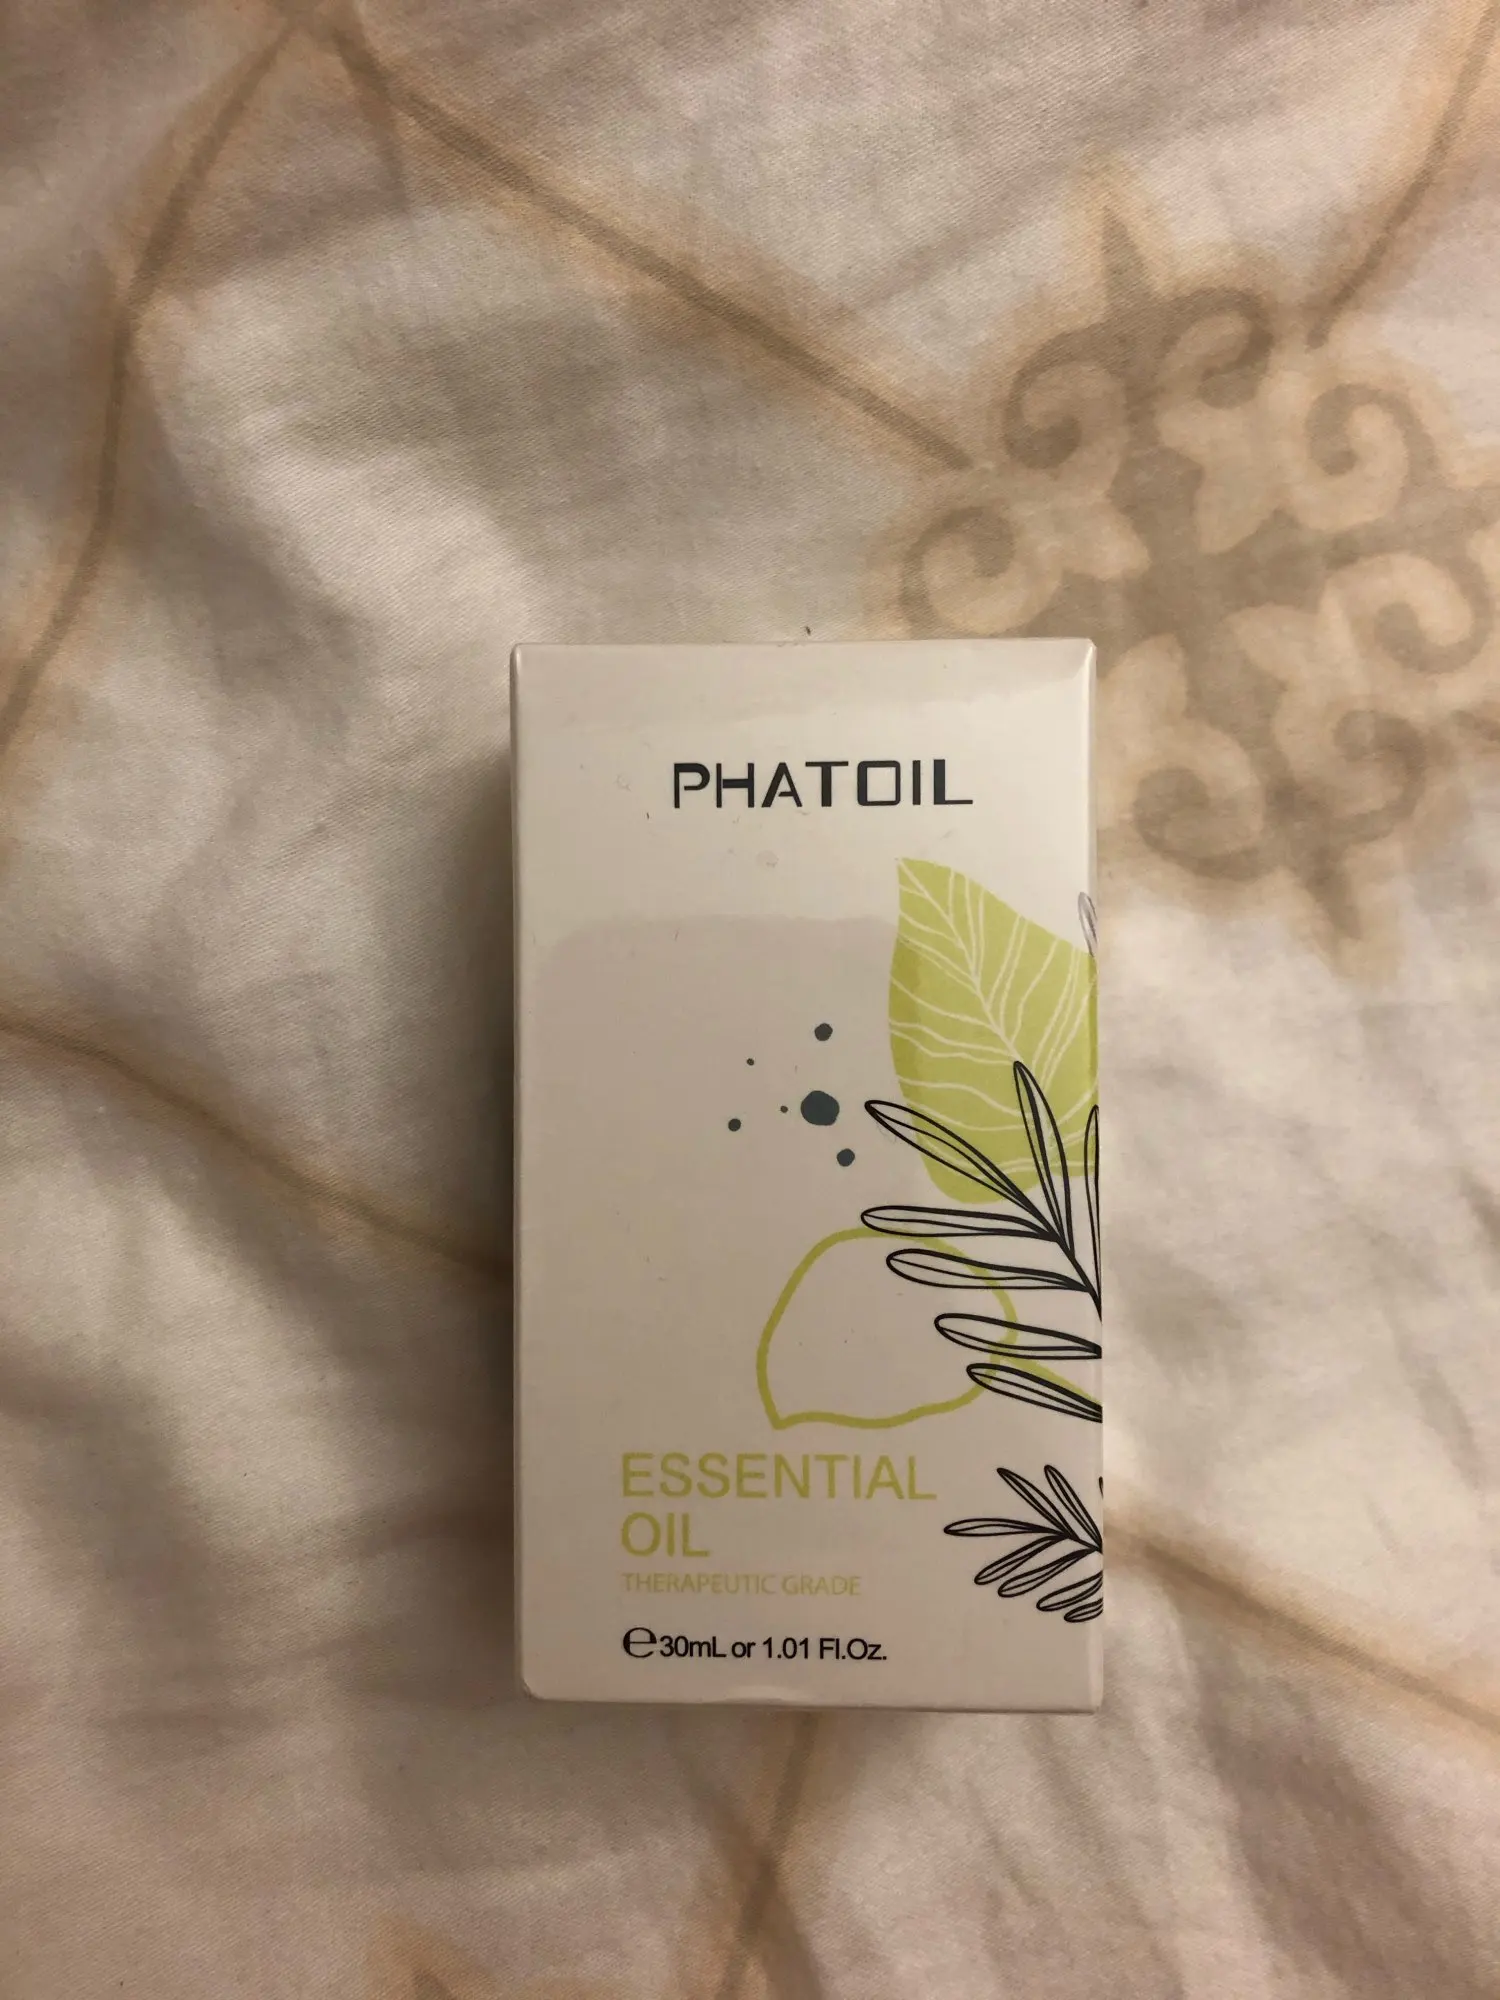 PHATOIL
ESSENTIAL
OIL
THERAPEUTIC GRADE
℮30mL or 1.01 Fl.Oz.